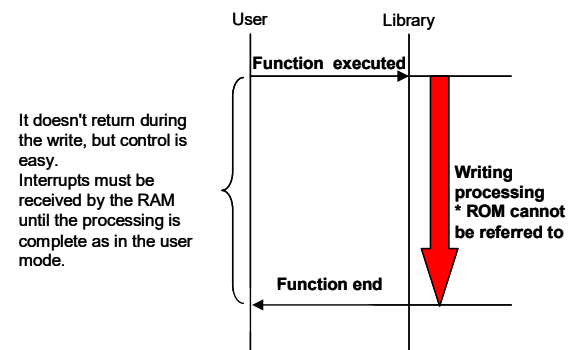 User
Library
Function executed
It doesn't return during
the write, but control is
easy.
Interrupts must be
received by the RAM
until the processing is
complete as in the user
mode.
Writing
processing
* ROM cannot
be referred to
Function end